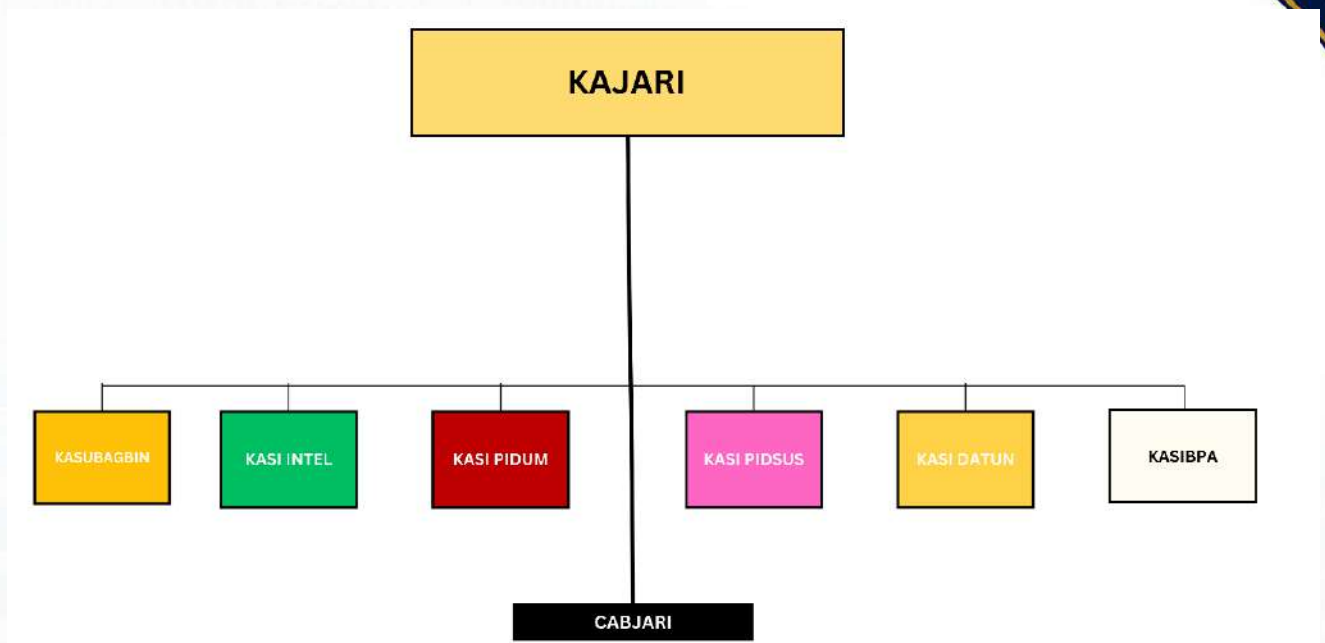 KAJARI
KASUBAGBIN
KASI INTEL
KASI PIDUM
KASI PIDSUS
KASI DATUN
KASIBPA
CABJARI